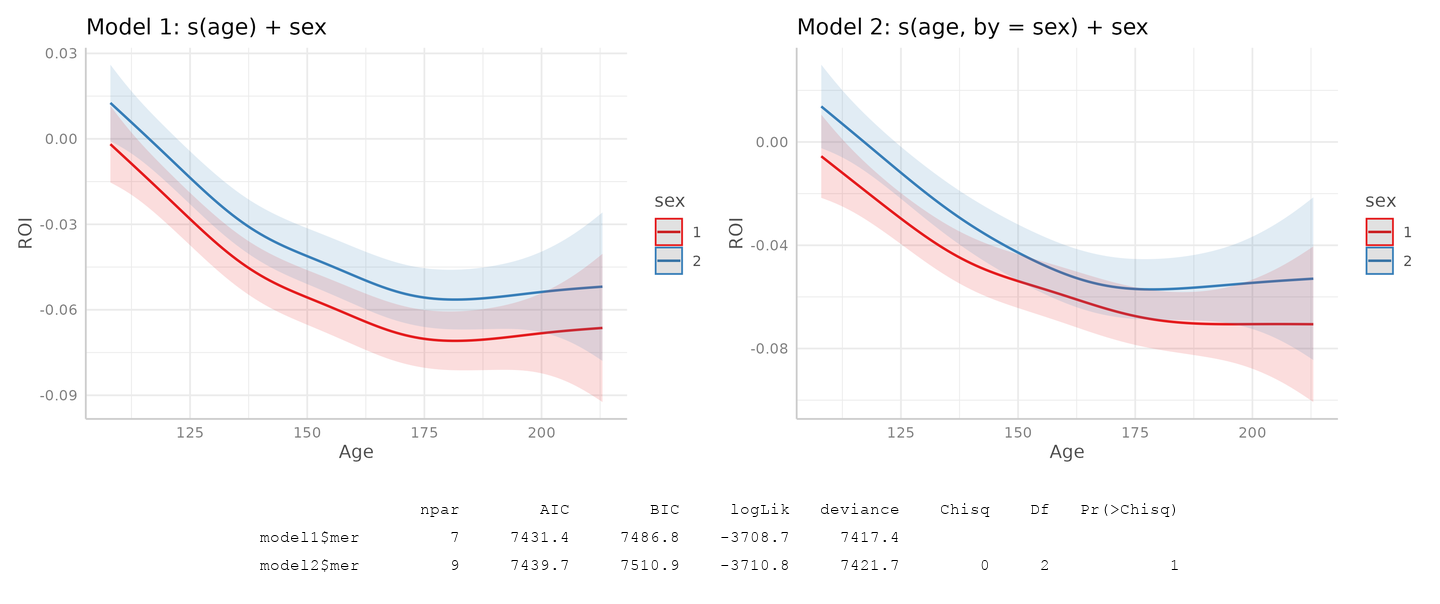 Model 1: s(age) + sex
0.03
0.00
-0.03
-0.06
-0.09
ROI
125 150 175 200
Age
sex
1
2
Model 2: s(age, by = sex) + sex
0.00
-0.04
-0.08
ROI
125 150 175 200
Age
sex
1
2
npar AIC BIC logLik deviance Chisq Df Pr(>Chisq)
model1$mer 7 7431.4 7486.8 -3708.7 7417.4
model2$mer 9 7439.7 7510.9 -3710.8 7421.7 0 2 1